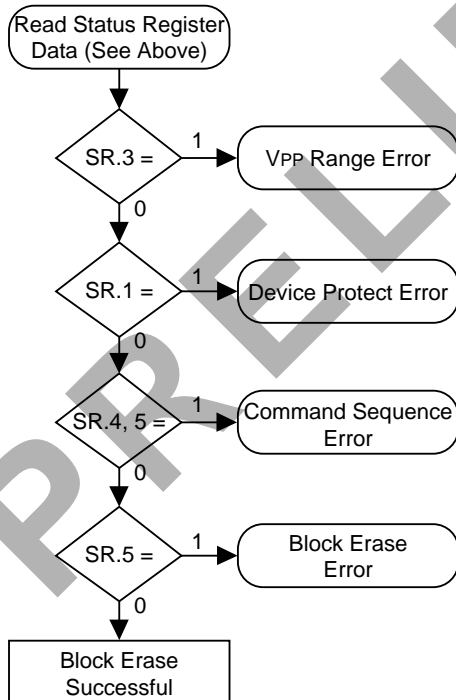 Read Status Register
Data (See Above)
SR.3 =
1
VPP Range Error
0
SR.1 =
1
Device Protect Error
0
SR.4, 5 =
1
Command Sequence
Error
0
SR.5 =
1
Block Erase
Error
0
Block Erase
Successful
PRELI